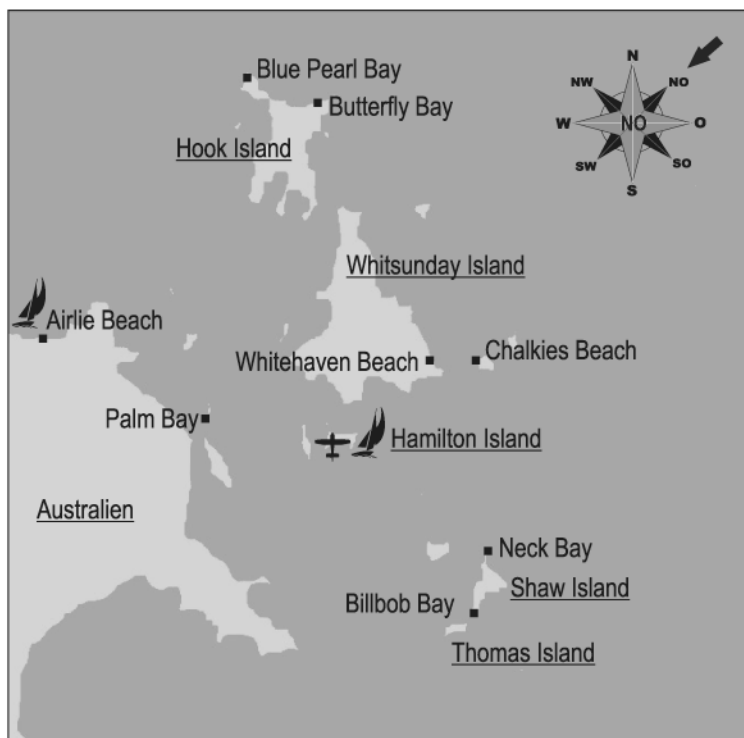 Blue Pearl Bay
Butterfly Bay
Hook Island
N
NW
NO
W
NO
O
SW
SO
S
Whitsunday Island
Airlie Beach
Whitehaven Beach
Chalkies Beach
Palm Bay
Hamilton Island
Australien
Neck Bay
Shaw Island
Billbob Bay
Thomas Island